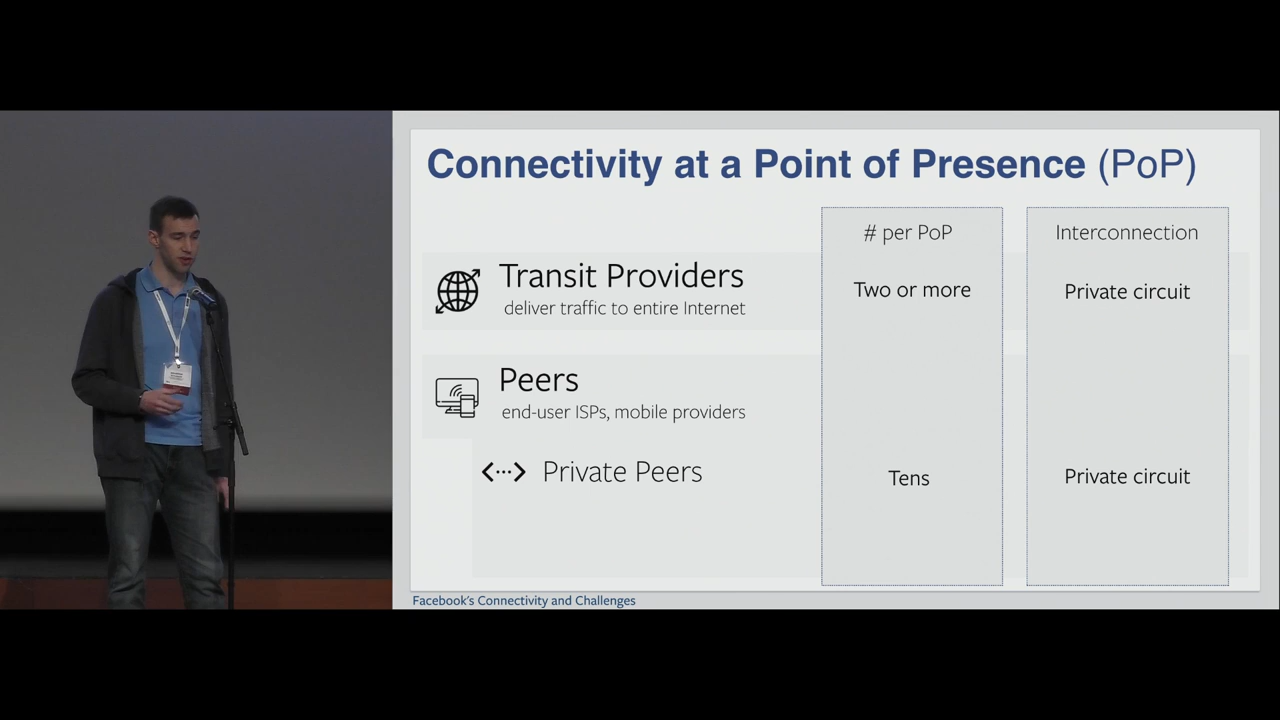 Connectivity at a Point of Presence (PoP)
# per PoP
Interconnection
Transit Providers
deliver traffic to entire Internet
Two or more
Private circuit
Peers
end-user ISPs, mobile providers
Private Peers
Tens
Private circuit
Facebook's Connectivity and Challenges